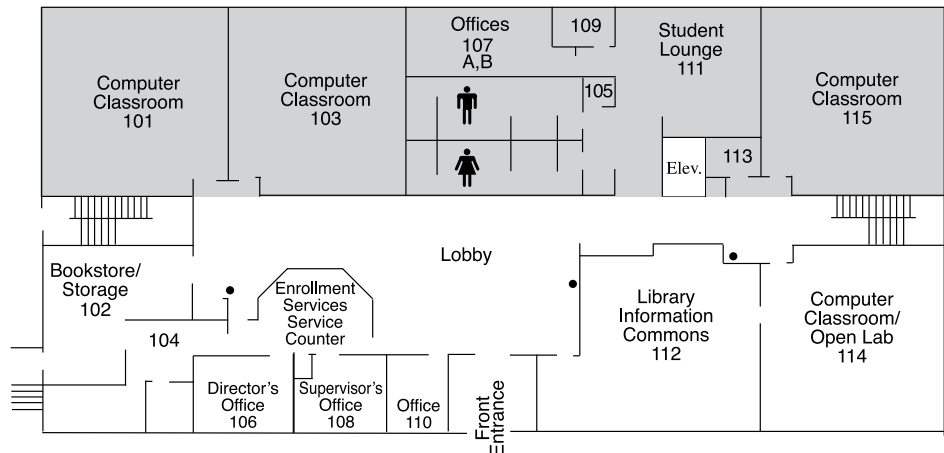 Computer
Classroom
101
Computer
Classroom
103
Offices
107
A,B
109
105
Student
Lounge
111
Elev.
113
Computer
Classroom
115
Lobby
Bookstore/
Storage
102
104
Enrollment
Services
Service
Counter
Library
Information
Commons
112
Computer
Classroom/
Open Lab
114
Director's
Office
106
Supervisor's
Office
108
Office
110
Front
Entrance